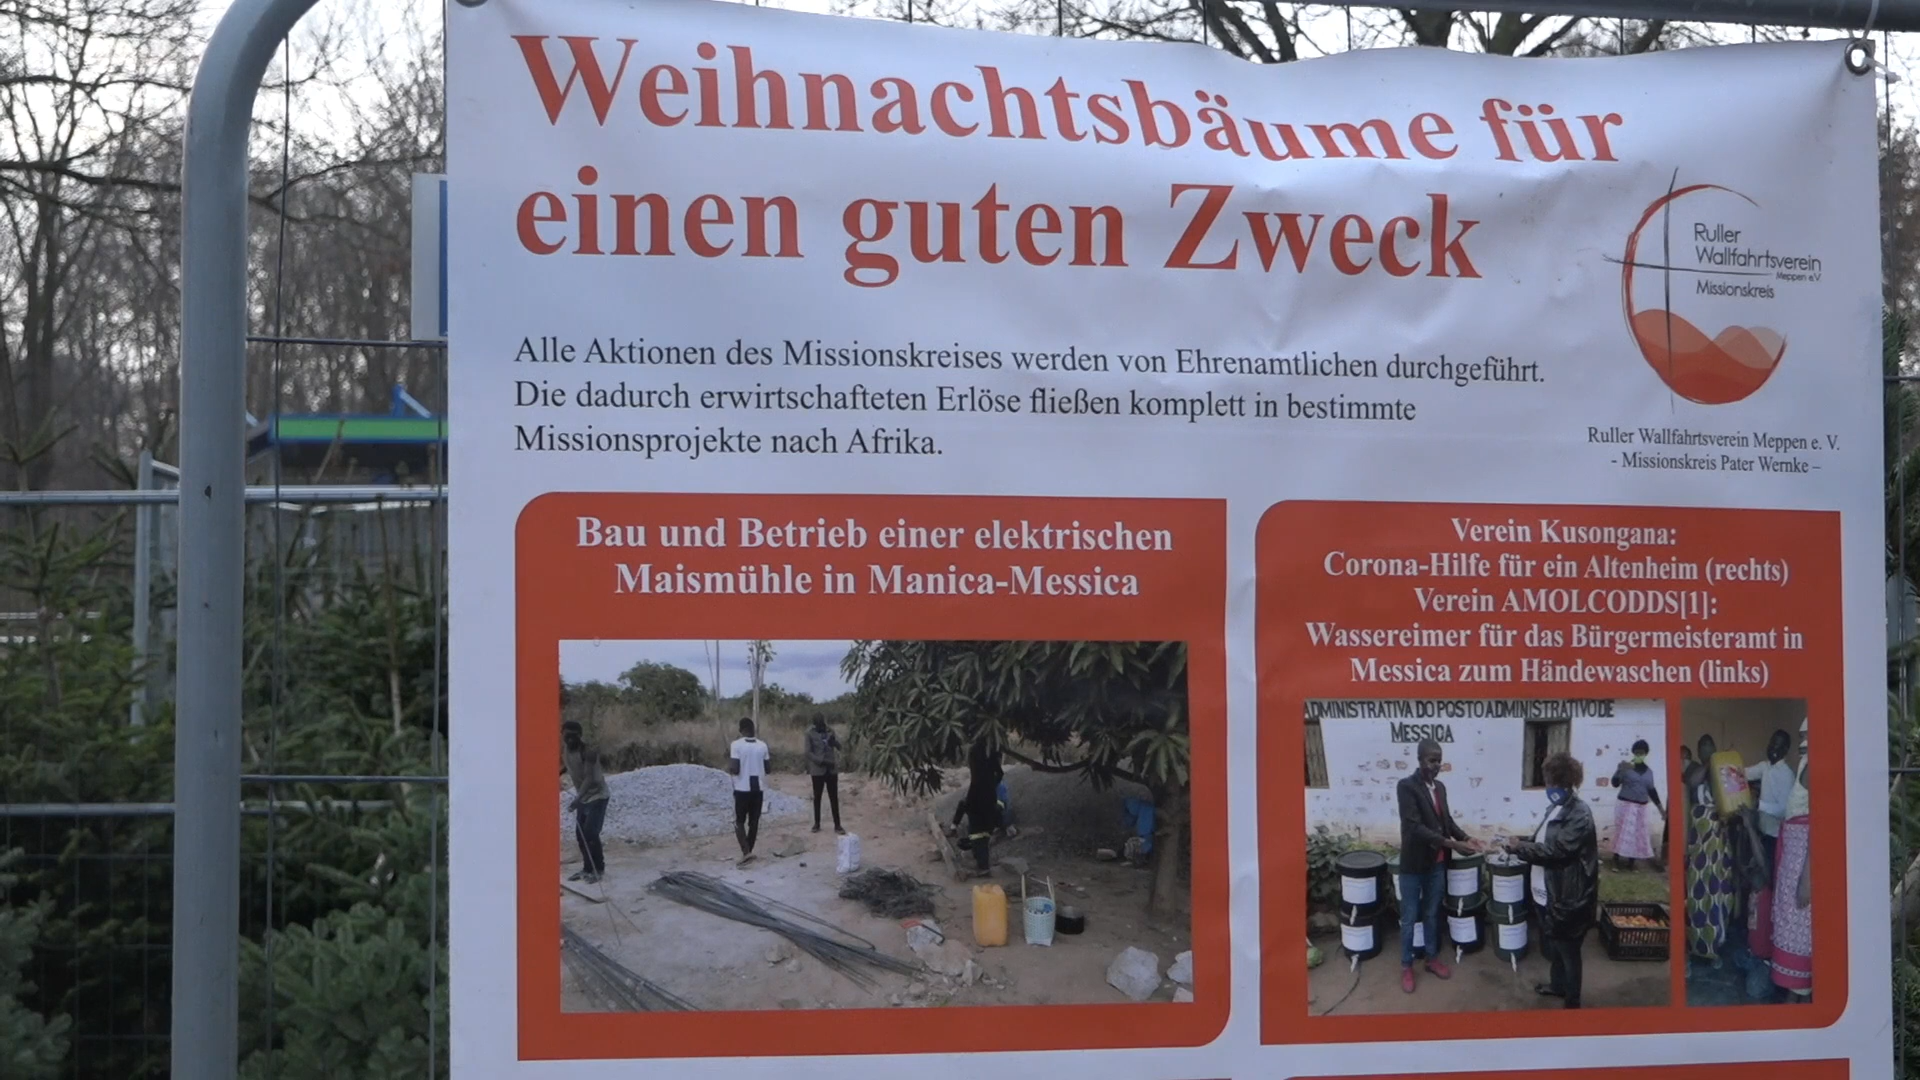 Weihnachtsbäume für
einen guten Zweck
Ruller
Wallfahrtsverein
Meppen e.V.
Missionskreis
Alle Aktionen des Missionskreises werden von Ehrenamtlichen durchgeführt.
Die dadurch erwirtschafteten Erlöse fließen komplett in bestimmte
Missionsprojekte nach Afrika.
Ruller Wallfahrtsverein Meppen e. V.
- Missionskreis Pater Wernke –
Bau und Betrieb einer elektrischen
Maismühle in Manica-Messica
Verein Kusongana:
Corona-Hilfe für ein Altenheim (rechts)
Verein AMOLCODDS[1]:
Wassereimer für das Bürgermeisteramt in
Messica zum Händewaschen (links)
ADMINISTRATIVA DO POSTO ADMINISTRATIVO DE
MESSICA